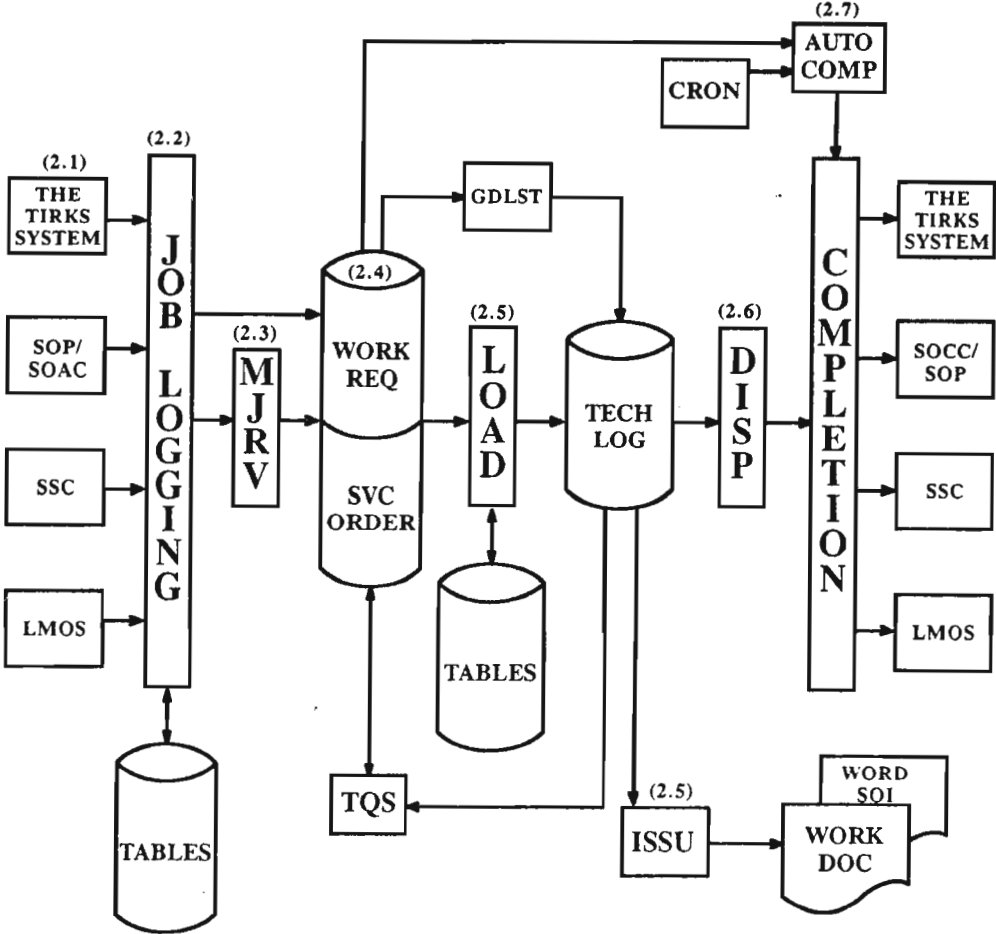 (2.7)
AUTO
COMP
CRON
(2.1)
(2.2)
THE
TIRKS
SYSTEM
GDLST
THE
TIRKS
SYSTEM
JOB LOGGING
(2.4)
COMPLETION
SOP/
SOAC
(2.3)
MJRV
WORK
REQ
(2.5)
LOAD
TECH
LOG
(2.6)
DISP
SOCC/
SOP
SSC
SVC
ORDER
SSC
LMOS
TABLES
LMOS
TABLES
TQS
(2.5)
ISSU
WORD
SOI
WORK
DOC